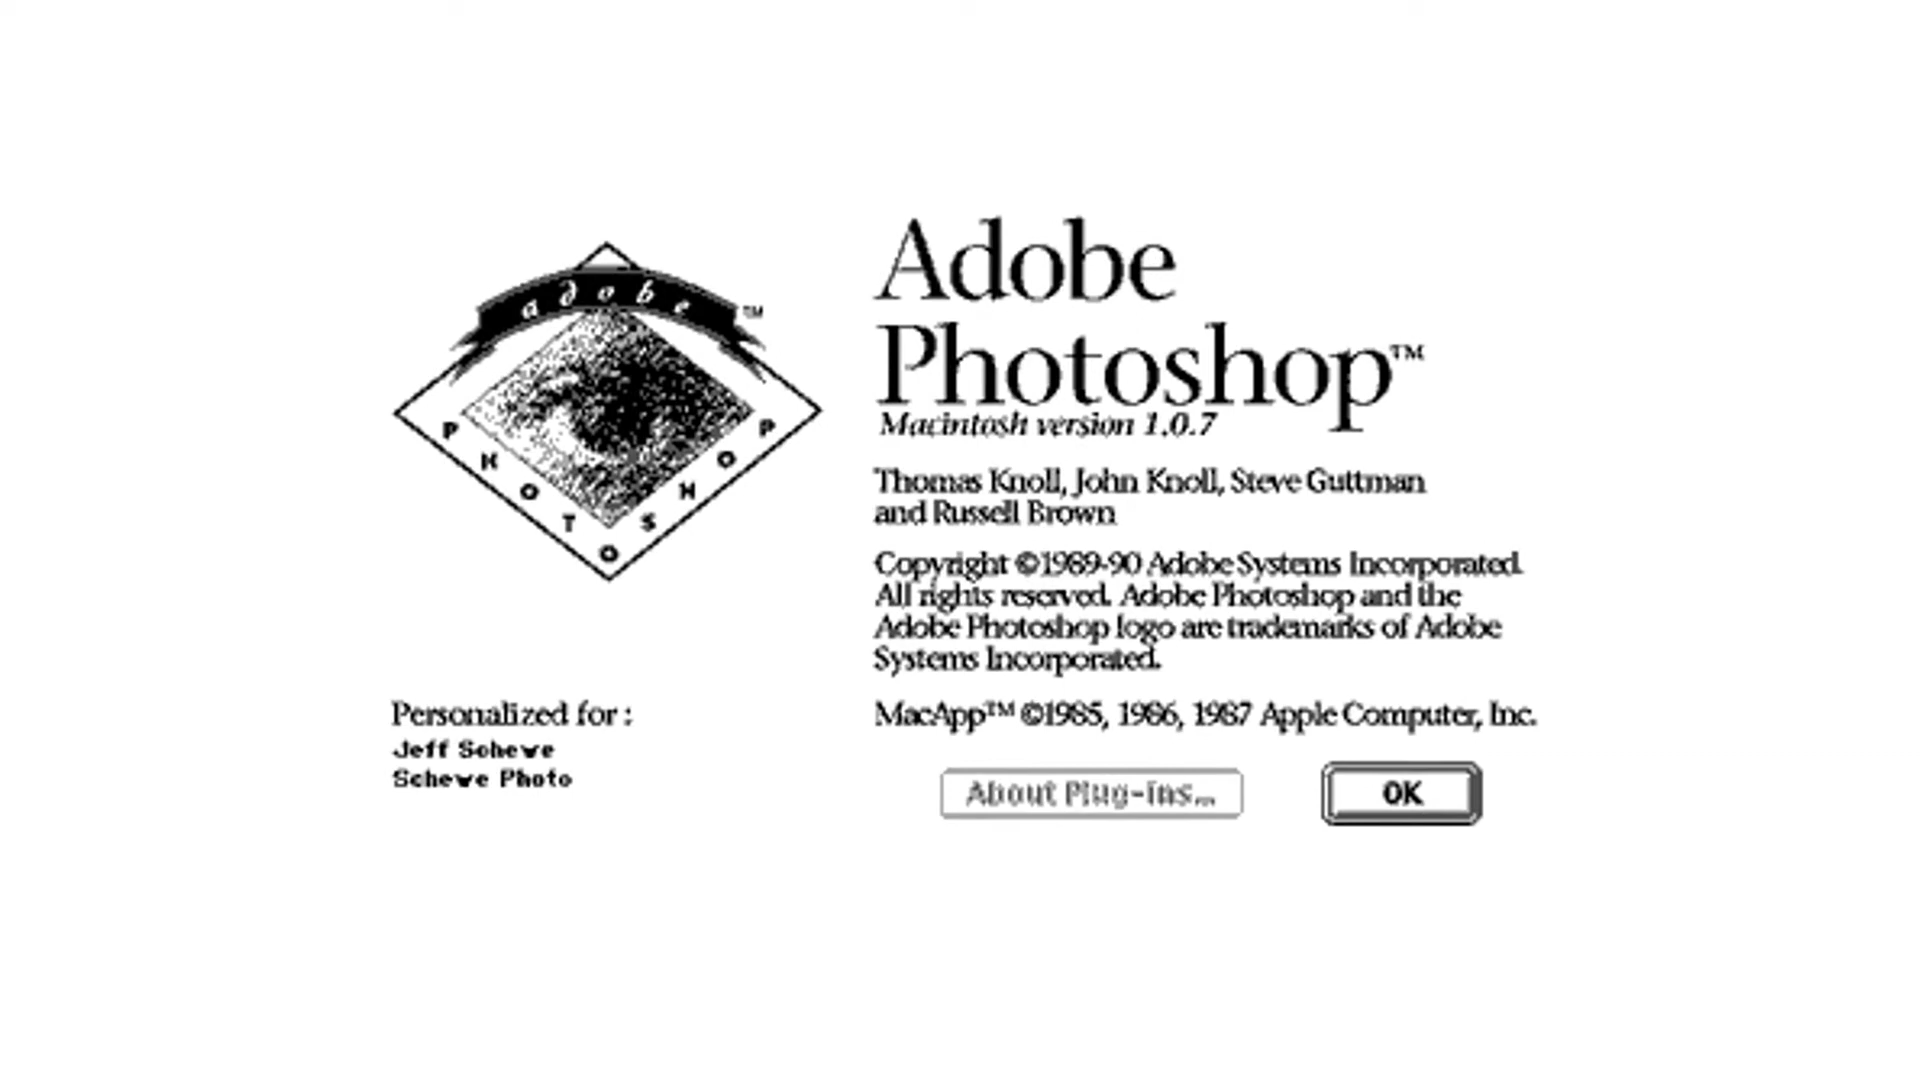 adobe ™
PHOTOSHOP
Adobe
Photoshop™
Macintosh version 1.0.7
Thomas Knoll, John Knoll, Steve Guttman
and Russell Brown
Copyright ©1989-90 Adobe Systems Incorporated.
All rights reserved. Adobe Photoshop and the
Adobe Photoshop logo are trademarks of Adobe
Systems Incorporated.
Personalized for :
Jeff Schewe
Schewe Photo
MacApp™ ©1985, 1986, 1987 Apple Computer, Inc.
About Plug-ins...
OK